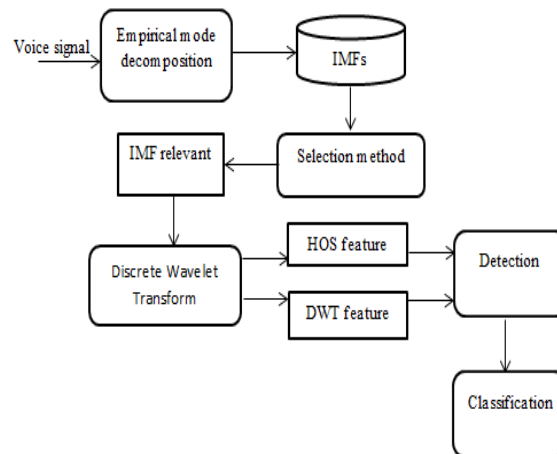 Voice signal
Empirical mode
decomposition
IMFs
IMF relevant
Selection method
Discrete Wavelet
Transform
HOS feature
DWT feature
Detection
Classification